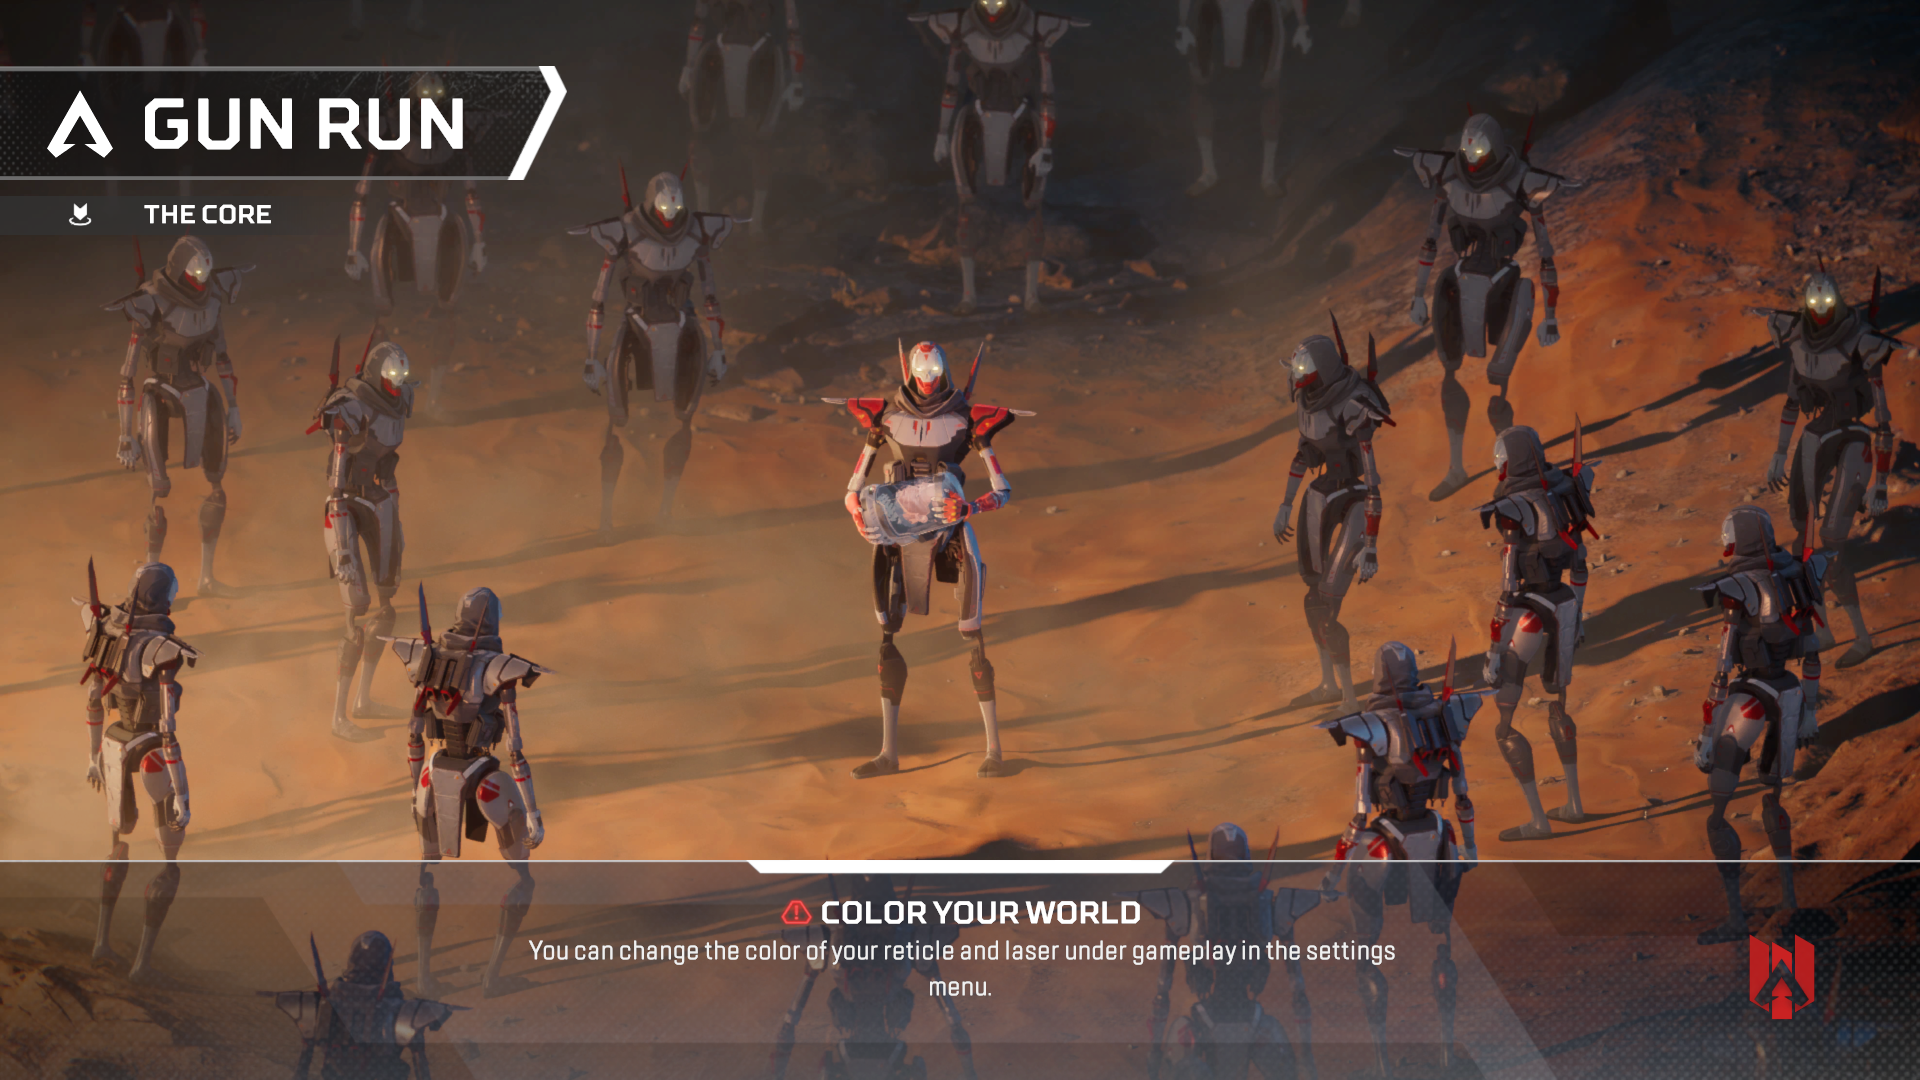 GUN RUN
THE CORE
COLOR YOUR WORLD
You can change the color of your reticle and laser under gameplay in the settings
menu.